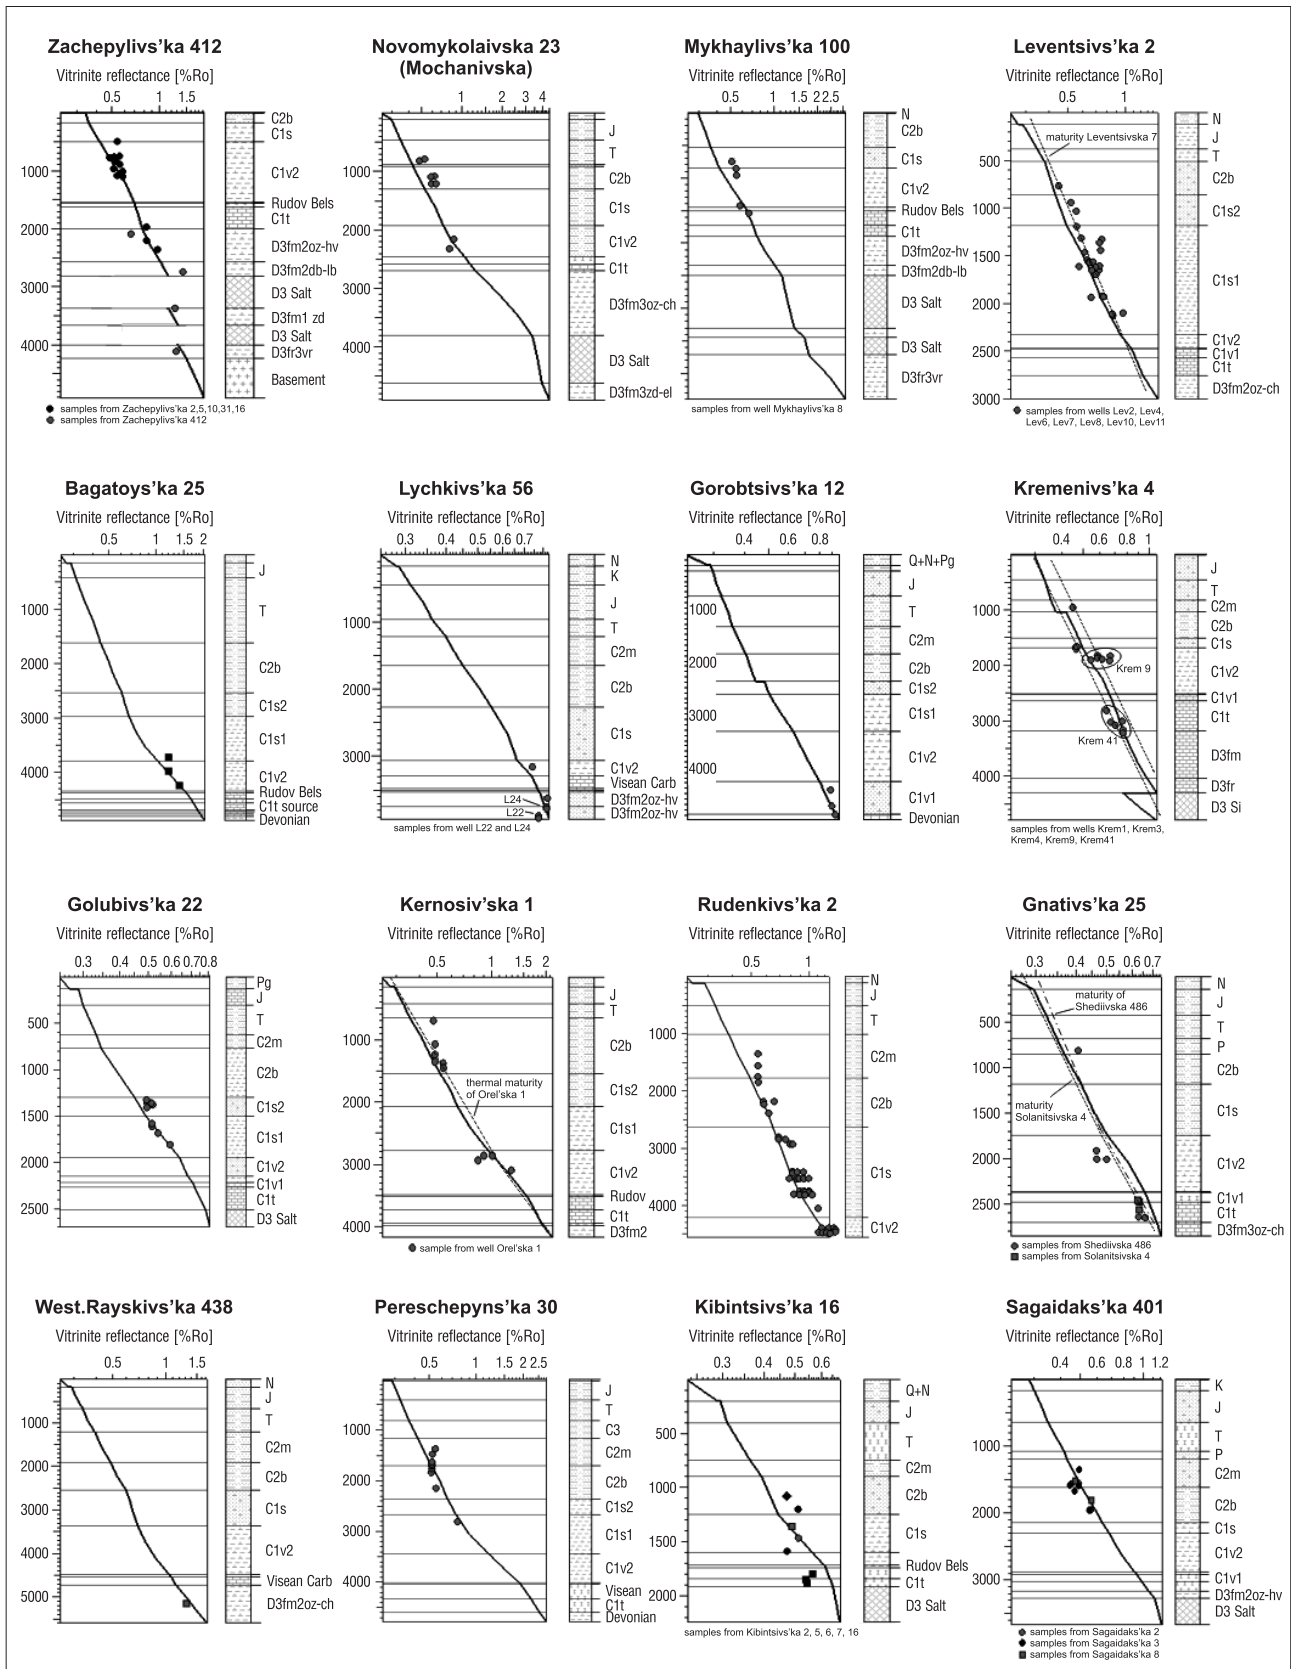 Zachepylivs'ka 412
Vitrinite reflectance [%Ro]
0.5 1 1.5
1000
2000
3000
4000
C2b
C1s
C1v2
Rudov Bels
C1t
D3fm2oz-hv
D3fm2db-lb
D3 Salt
D3fm1 zd
D3 Salt
D3fr3vr
Basement
samples from Zachepylivs'ka 2,5,10,31,16
samples from Zachepylivs'ka 412
Novomykolaivska 23
(Mochanivska)
Vitrinite reflectance [%Ro]
1 2 3 4
1000
2000
3000
4000
J
T
C2b
C1s
C1v2
C1t
D3fm3oz-ch
D3 Salt
D3fm3zd-el
Mykhaylivs'ka 100
Vitrinite reflectance [%Ro]
0.5 1 1.5 2 2.5
1000
2000
3000
4000
N
C2b
C1s
C1v2
Rudov Bels
C1t
D3fm2oz-hv
D3fm2db-lb
D3 Salt
D3 Salt
D3fr3vr
samples from well Mykhaylivs'ka 8
Leventsivs'ka 2
Vitrinite reflectance [%Ro]
0.5 1
maturity Leventsivska 7
500
1000
1500
2000
2500
3000
N
J
T
C2b
C1s2
C1s1
C1v2
C1v1
C1t
D3fm2oz-ch
samples from wells Lev2, Lev4,
Lev6, Lev7, Lev8, Lev10, Lev11
Bagatoys'ka 25
Vitrinite reflectance [%Ro]
0.5 1 1.5 2
1000
2000
3000
4000
J
T
C2b
C1s2
C1s1
C1v2
Rudov Bels
C1t source
Devonian
Lychkivs'ka 56
Vitrinite reflectance [%Ro]
0.3 0.4 0.5 0.6 0.7
1000
2000
3000
L24
L22
N
K
J
T
C2m
C2b
C1s
C1v2
Visean Carb
D3fm2oz-hv
D3fm2oz-hv
samples from well L22 and L24
Gorobtsivs'ka 12
Vitrinite reflectance [%Ro]
0.4 0.6 0.8
1000
2000
3000
4000
Q+N+Pg
J
T
C2m
C2b
C1s2
C1s1
C1v2
C1v1
Devonian
Kremenivs'ka 4
Vitrinite reflectance [%Ro]
0.4 0.6 0.8 1
1000
2000
3000
4000
Krem 9
Krem 41
J
T
C2m
C2b
C1s
C1v2
C1v1
C1t
D3fm
D3fr
D3 Si
samples from wells Krem1, Krem3,
Krem4, Krem9, Krem41
Golubivs'ka 22
Vitrinite reflectance [%Ro]
0.3 0.4 0.5 0.6 0.7 0.8
500
1000
1500
2000
2500
Pg
J
T
C2m
C2b
C1s2
C1s1
C1v2
C1v1
C1t
D3 Salt
Kernosiv'ska 1
Vitrinite reflectance [%Ro]
0.5 1 2
1000
2000
3000
4000
thermal maturity
of Orel'ska 1
J
T
C2b
C1s2
C1s1
C1v2
Rudov
C1t
D3fm2
sample from well Orel'ska 1
Rudenkivs'ka 2
Vitrinite reflectance [%Ro]
0.5 1
1000
2000
3000
4000
N
J
T
C2m
C2b
C1s
C1v2
Gnativs'ka 25
Vitrinite reflectance [%Ro]
0.3 0.4 0.5 0.6 0.7
500
1000
1500
2000
2500
maturity of
Shediivska 486
maturity
Solanitsivska 4
N
J
T
P
C2b
C1s
C1v2
C1v1
C1t
D3fm3oz-ch
samples from Shediivska 486
samples from Solanitsivska 4
West.Rayskivs'ka 438
Vitrinite reflectance [%Ro]
0.5 1 1.5
1000
2000
3000
4000
5000
N
J
T
C2m
C2b
C1s
C1v2
Visean Carb
D3fm2oz-ch
Pereschepyns'ka 30
Vitrinite reflectance [%Ro]
0.5 1 1.5 2 2.5
1000
2000
3000
4000
J
T
C3
C2m
C2b
C1s2
C1s1
C1v2
Visean
C1t
Devonian
Kibintsivs'ka 16
Vitrinite reflectance [%Ro]
0.3 0.4 0.5 0.6
500
1000
1500
2000
Q+N
J
T
C2m
C2b
C1s
Rudov Bels
C1t
D3 Salt
samples from Kibintsivs'ka 2, 5, 6, 7, 16
Sagaidaks'ka 401
Vitrinite reflectance [%Ro]
0.4 0.6 0.8 1 1.2
1000
2000
3000
K
J
T
P
C2m
C2b
C1s
C1v2
C1v1
D3fm2oz-hv
D3 Salt
samples from Sagaidaks'ka 2
samples from Sagaidaks'ka 3
samples from Sagaidaks'ka 8